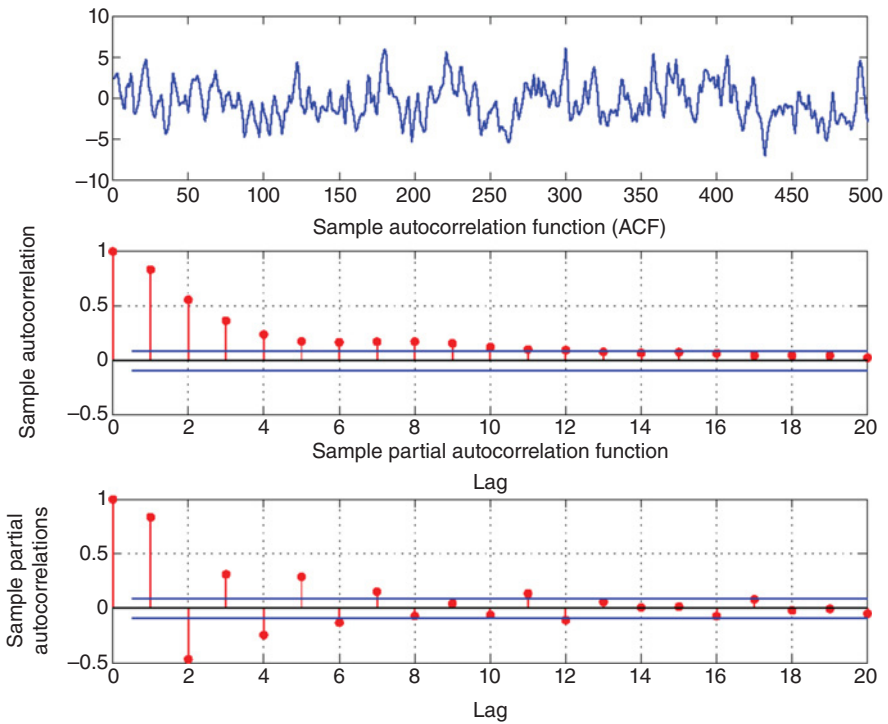 10
5
0
−5
−10
0 50 100 150 200 250 300 350 400 450 500
Sample autocorrelation function (ACF)
Sample autocorrelation
1
0.5
0
−0.5
0 2 4 6 8 10 12 14 16 18 20
Sample partial autocorrelation function
Lag
Sample partial
autocorrelations
1
0.5
0
−0.5
0 2 4 6 8 10 12 14 16 18 20
Lag